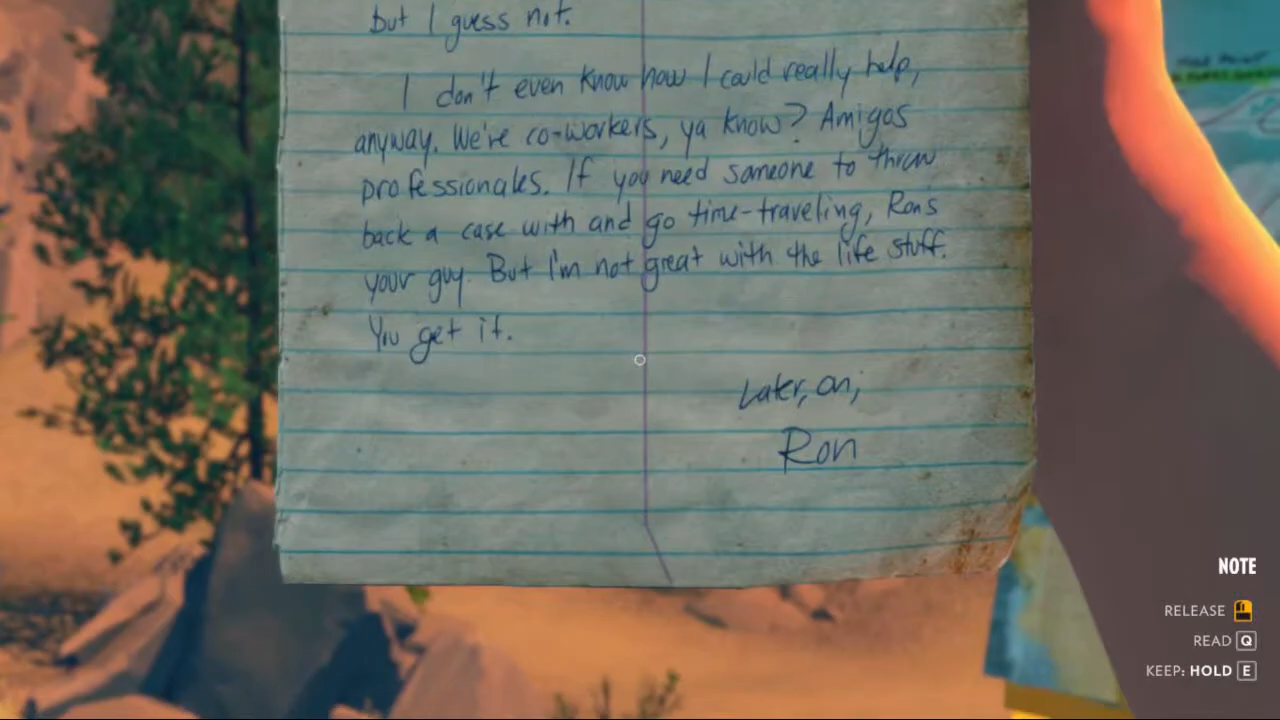 but I guess not.
I don't even know how I could really help,
anyway. We're co-workers, ya know? Amigos
professionales. If you need someone to throw
back a case with and go time-traveling, Ron's
your guy. But I'm not great with the life stuff.
You get it.
Later, on,
Ron
NOTE
RELEASE
READ Q
KEEP: HOLD E